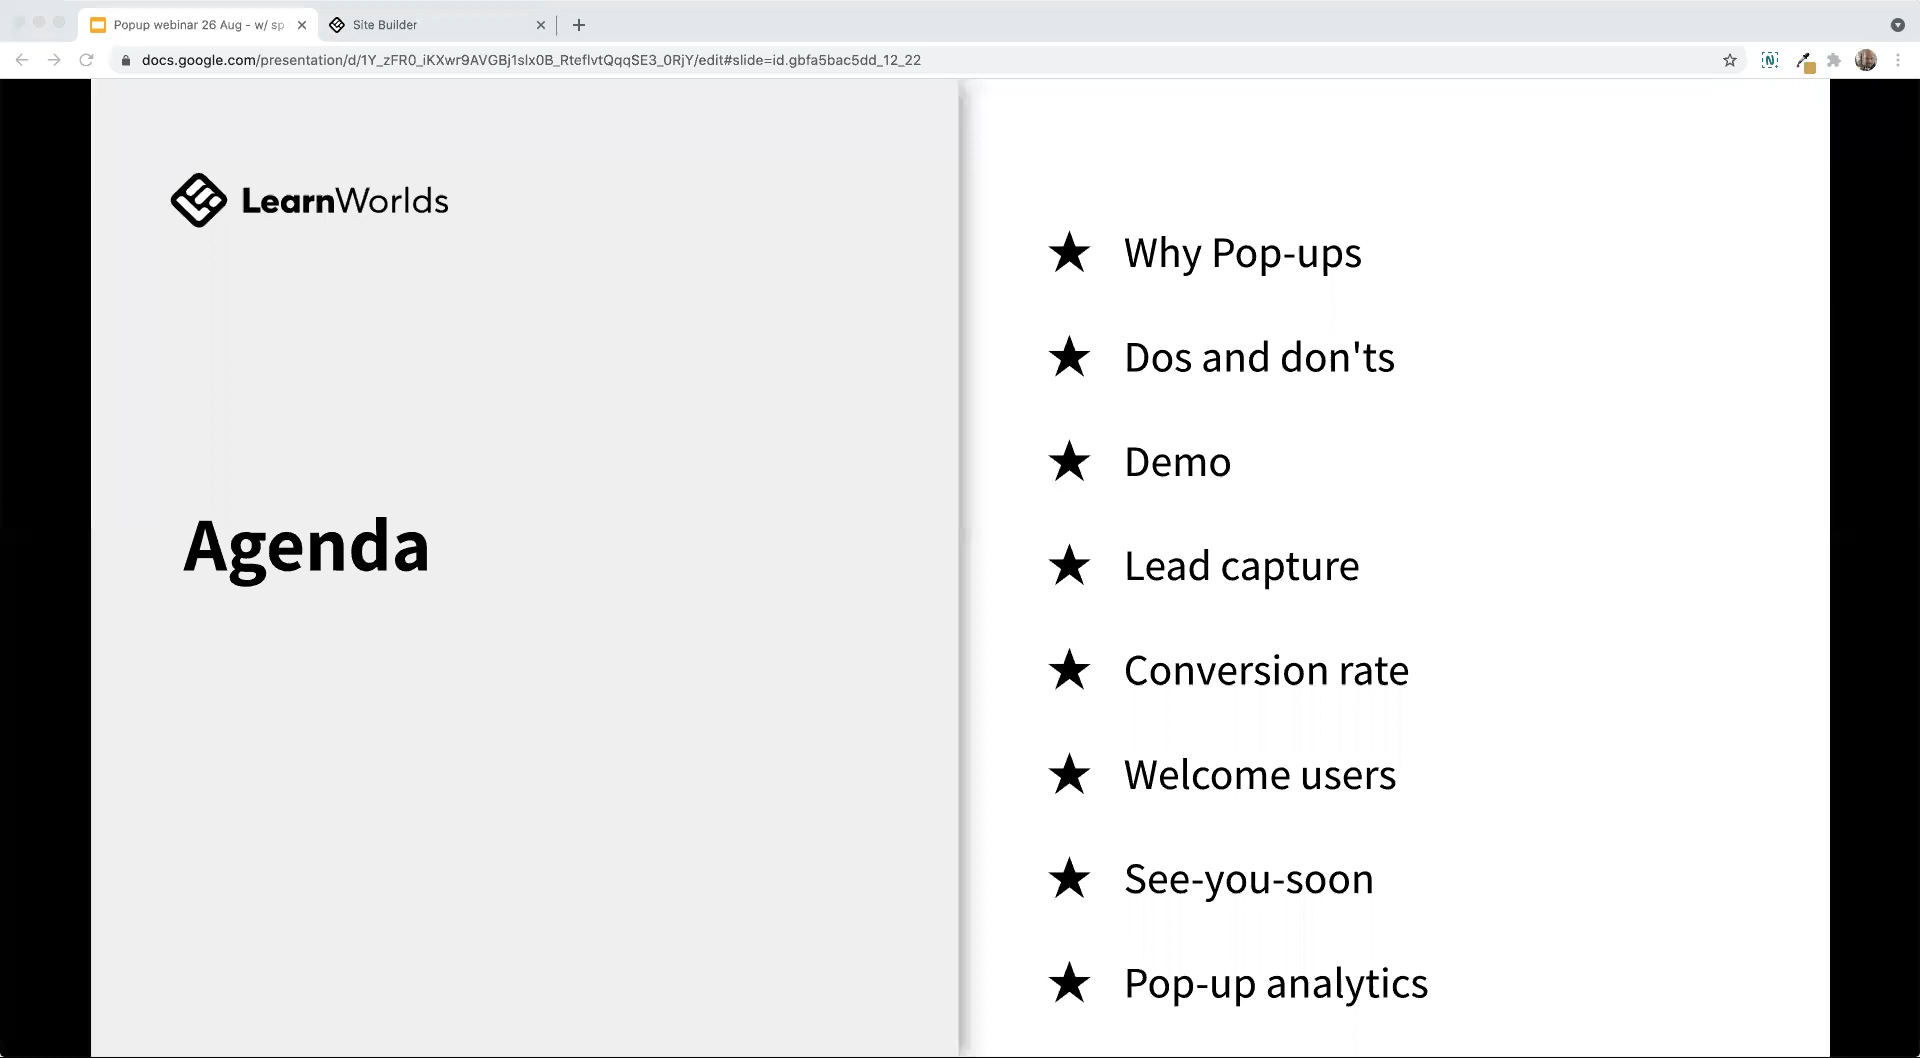 Popup webinar 26 Aug - w/ sp
Site Builder
docs.google.com/presentation/d/1Y_zFR0_iKXwr9AVGBj1slx0B_RteflvtQqqSE3_0RjY/edit#slide=id.gbfa5bac5dd_12_22
LearnWorlds
Agenda
★ Why Pop-ups
★ Dos and don'ts
★ Demo
★ Lead capture
★ Conversion rate
★ Welcome users
★ See-you-soon
★ Pop-up analytics